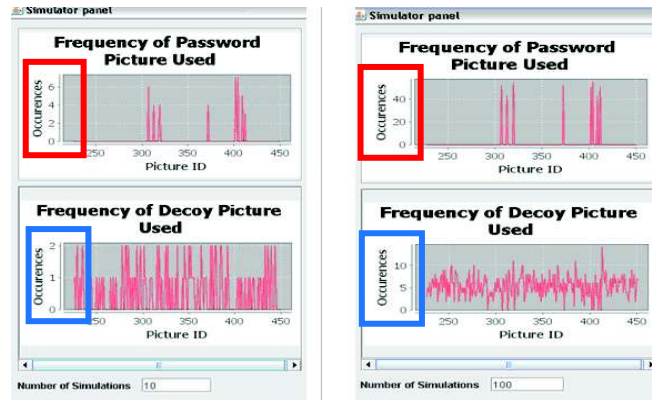 Simulator panel
Frequency of Password
Picture Used
Occurences
6
4
2
0
250 300 350 400 450
Picture ID
Frequency of Decoy Picture
Used
Occurences
2
1
0
250 300 350 400 450
Picture ID
Number of Simulations 10
Simulator panel
Frequency of Password
Picture Used
Occurences
40
20
0
250 300 350 400 450
Picture ID
Frequency of Decoy Picture
Used
Occurences
10
5
0
250 300 350 400 450
Picture ID
Number of Simulations 100